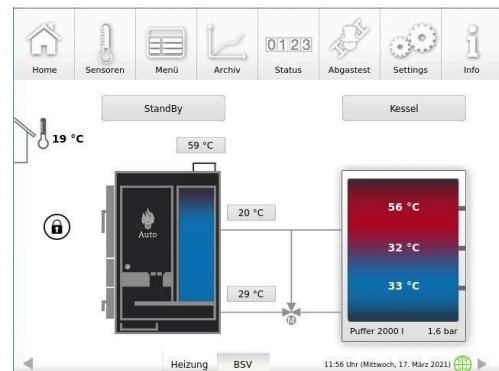 0123
Home Sensoren Menü Archiv Status Abgastest Settings Info
StandBy Kessel
19 °C
59 °C
56 °C
20 °C
Auto
32 °C
33 °C
29 °C
M
Puffer 2000 l 1,6 bar
Heizung BSV 11:56 Uhr (Mittwoch, 17. März 2021)